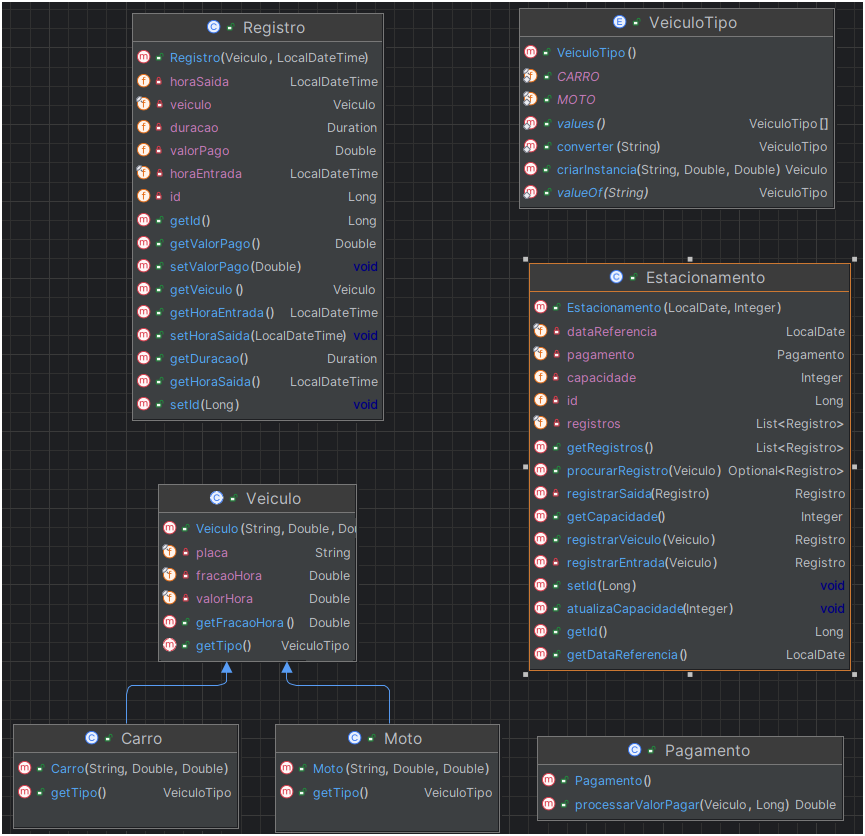 Registro
Registro(Veiculo, LocalDateTime)
horaSaida LocalDateTime
veiculo Veiculo
duracao Duration
valorPago Double
horaEntrada LocalDateTime
id Long
getId() Long
getValorPago() Double
setValorPago(Double) void
getVeiculo() Veiculo
getHoraEntrada() LocalDateTime
setHoraSaida(LocalDateTime) void
getDuracao() Duration
getHoraSaida() LocalDateTime
setId(Long) void
VeiculoTipo
VeiculoTipo()
CARRO
MOTO
values() VeiculoTipo[]
converter(String) VeiculoTipo
criarInstancia(String, Double, Double) Veiculo
valueOf(String) VeiculoTipo
Estacionamento
Estacionamento(LocalDate, Integer)
dataReferencia LocalDate
pagamento Pagamento
capacidade Integer
id Long
registros List<Registro>
getRegistros() List<Registro>
procurarRegistro(Veiculo) Optional<Registro>
registrarSaida(Registro) Registro
getCapacidade() Integer
registrarVeiculo(Veiculo) Registro
registrarEntrada(Veiculo) Registro
setId(Long) void
atualizaCapacidade(Integer) void
getId() Long
getDataReferencia() LocalDate
Veiculo
Veiculo(String, Double, Dou
placa String
fracaoHora Double
valorHora Double
getFracaoHora() Double
getTipo() VeiculoTipo
Carro
Carro(String, Double, Double)
getTipo() VeiculoTipo
Moto
Moto(String, Double, Double)
getTipo() VeiculoTipo
Pagamento
Pagamento()
processarValorPagar(Veiculo, Long) Double